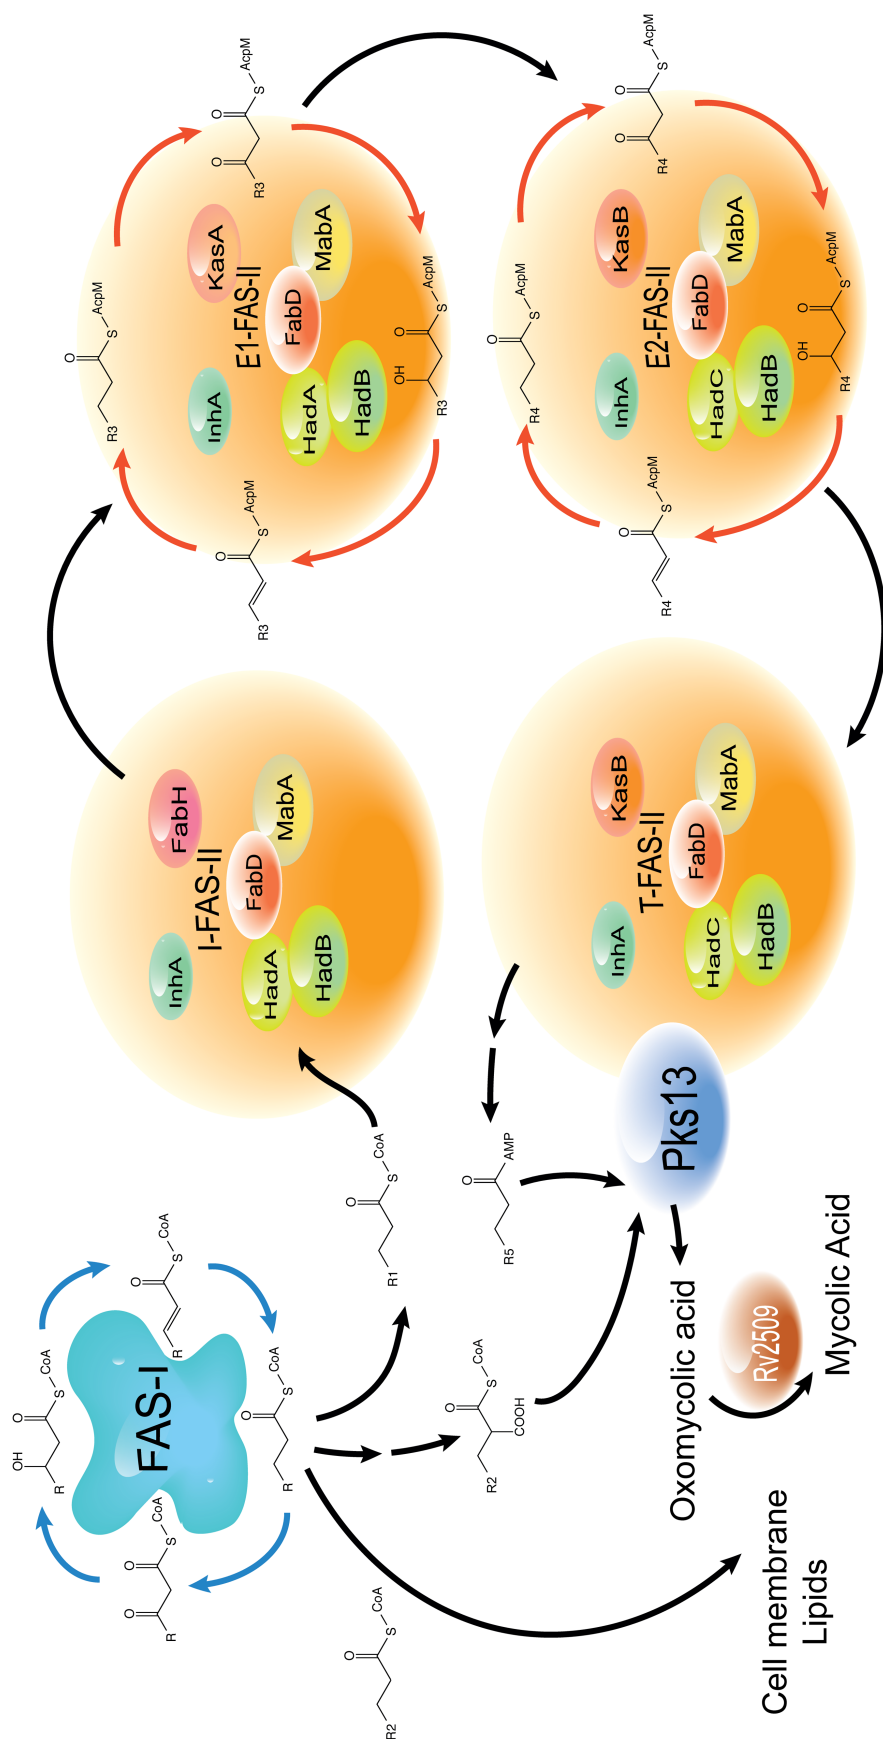 OH
O
R
S
CoA
O
O
R
S
CoA
FAS-I
O
R
S
CoA
O
R
S
CoA
O
R2
S
CoA
Cell membrane
Lipids
O
R1
S
CoA
O
R2
S
CoA
COOH
O
R5
AMP
Pks13
Oxomycolic acid
Rv2509
Mycolic Acid
InhA
FabH
I-FAS-II
HadA
FabD
HadB
MabA
O
R3
S
AcpM
O
O
R3
S
AcpM
OH
O
R3
S
AcpM
O
R3
S
AcpM
InhA
KasA
E1-FAS-II
HadA
FabD
HadB
MabA
O
R4
S
AcpM
O
O
R4
S
AcpM
OH
O
R4
S
AcpM
O
R4
S
AcpM
InhA
KasB
E2-FAS-II
HadC
FabD
HadB
MabA
InhA
KasB
T-FAS-II
HadC
FabD
HadB
MabA